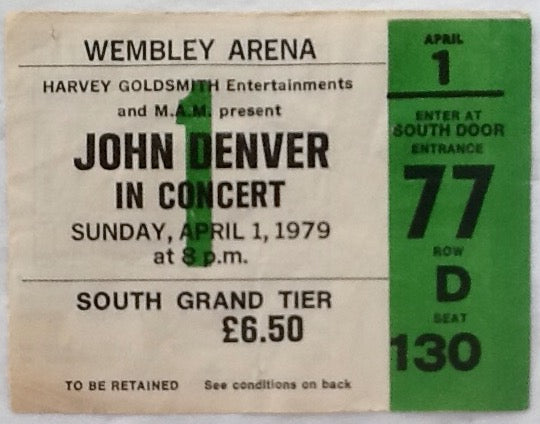 WEMBLEY ARENA
HARVEY GOLDSMITH Entertainments
and M.A.M. present
JOHN DENVER
IN CONCERT
SUNDAY, APRIL 1, 1979
at 8 p.m.
1
SOUTH GRAND TIER
£6.50
TO BE RETAINED See conditions on back
APRIL
1
ENTER AT
SOUTH DOOR
ENTRANCE
77
ROW
D
SEAT
130